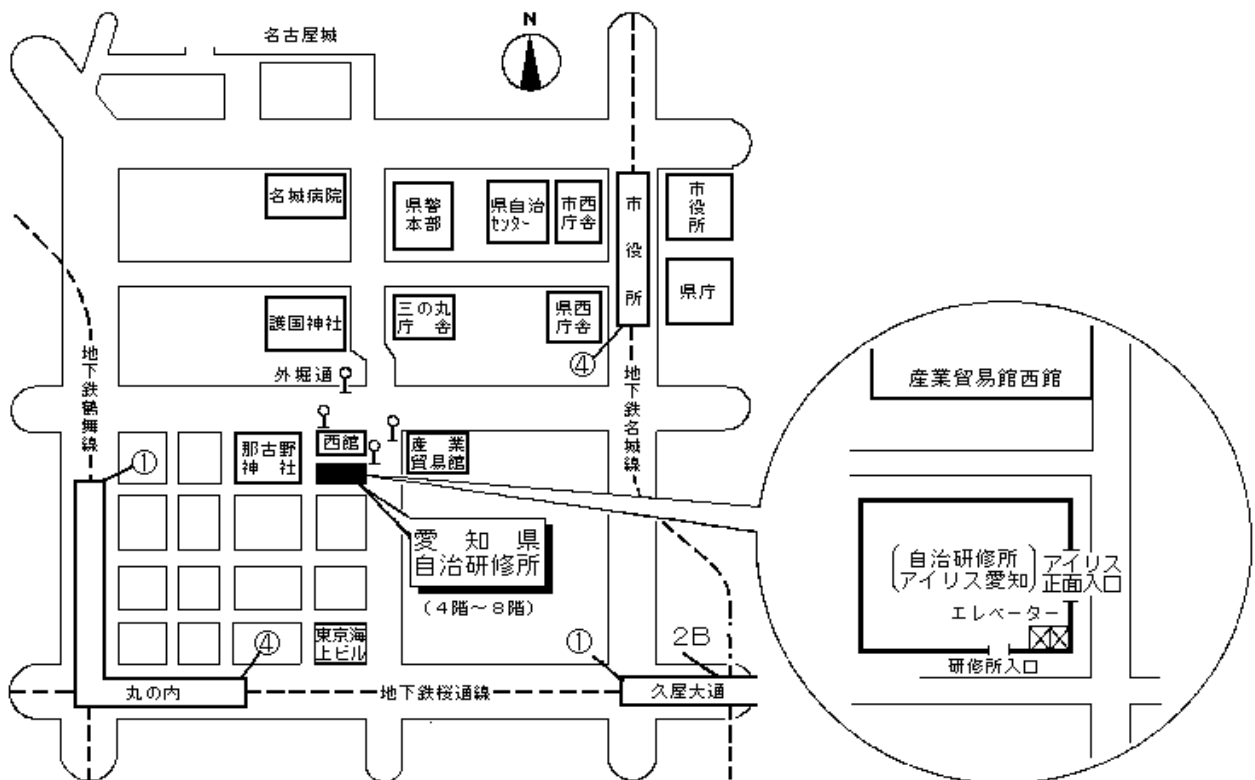 名古屋城
N
名城病院
県警
本部
県自治
センター
市西
庁舎
市役所
市
役
所
県庁
護国神社
三の丸
庁舎
県西
庁舎
④
外堀通
地下鉄鶴舞線
地下鉄名城線
①
那古野
神社
西館
産業
貿易館
愛知県
自治研修所
(4階~8階)
東京海
上ビル
④
①
2B
丸の内
地下鉄桜通線
久屋大通
産業貿易館西館
自治研修所
アイリス愛知
アイリス
正面入口
エレベーター
研修所入口